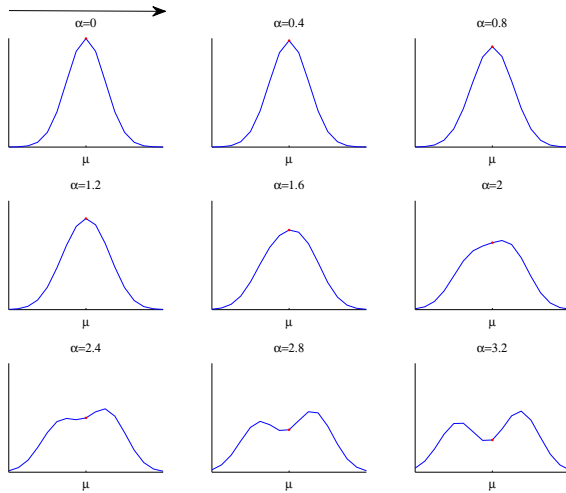 α=0 α=0.4 α=0.8
μ μ μ
α=1.2 α=1.6 α=2
μ μ μ
α=2.4 α=2.8 α=3.2
μ μ μ